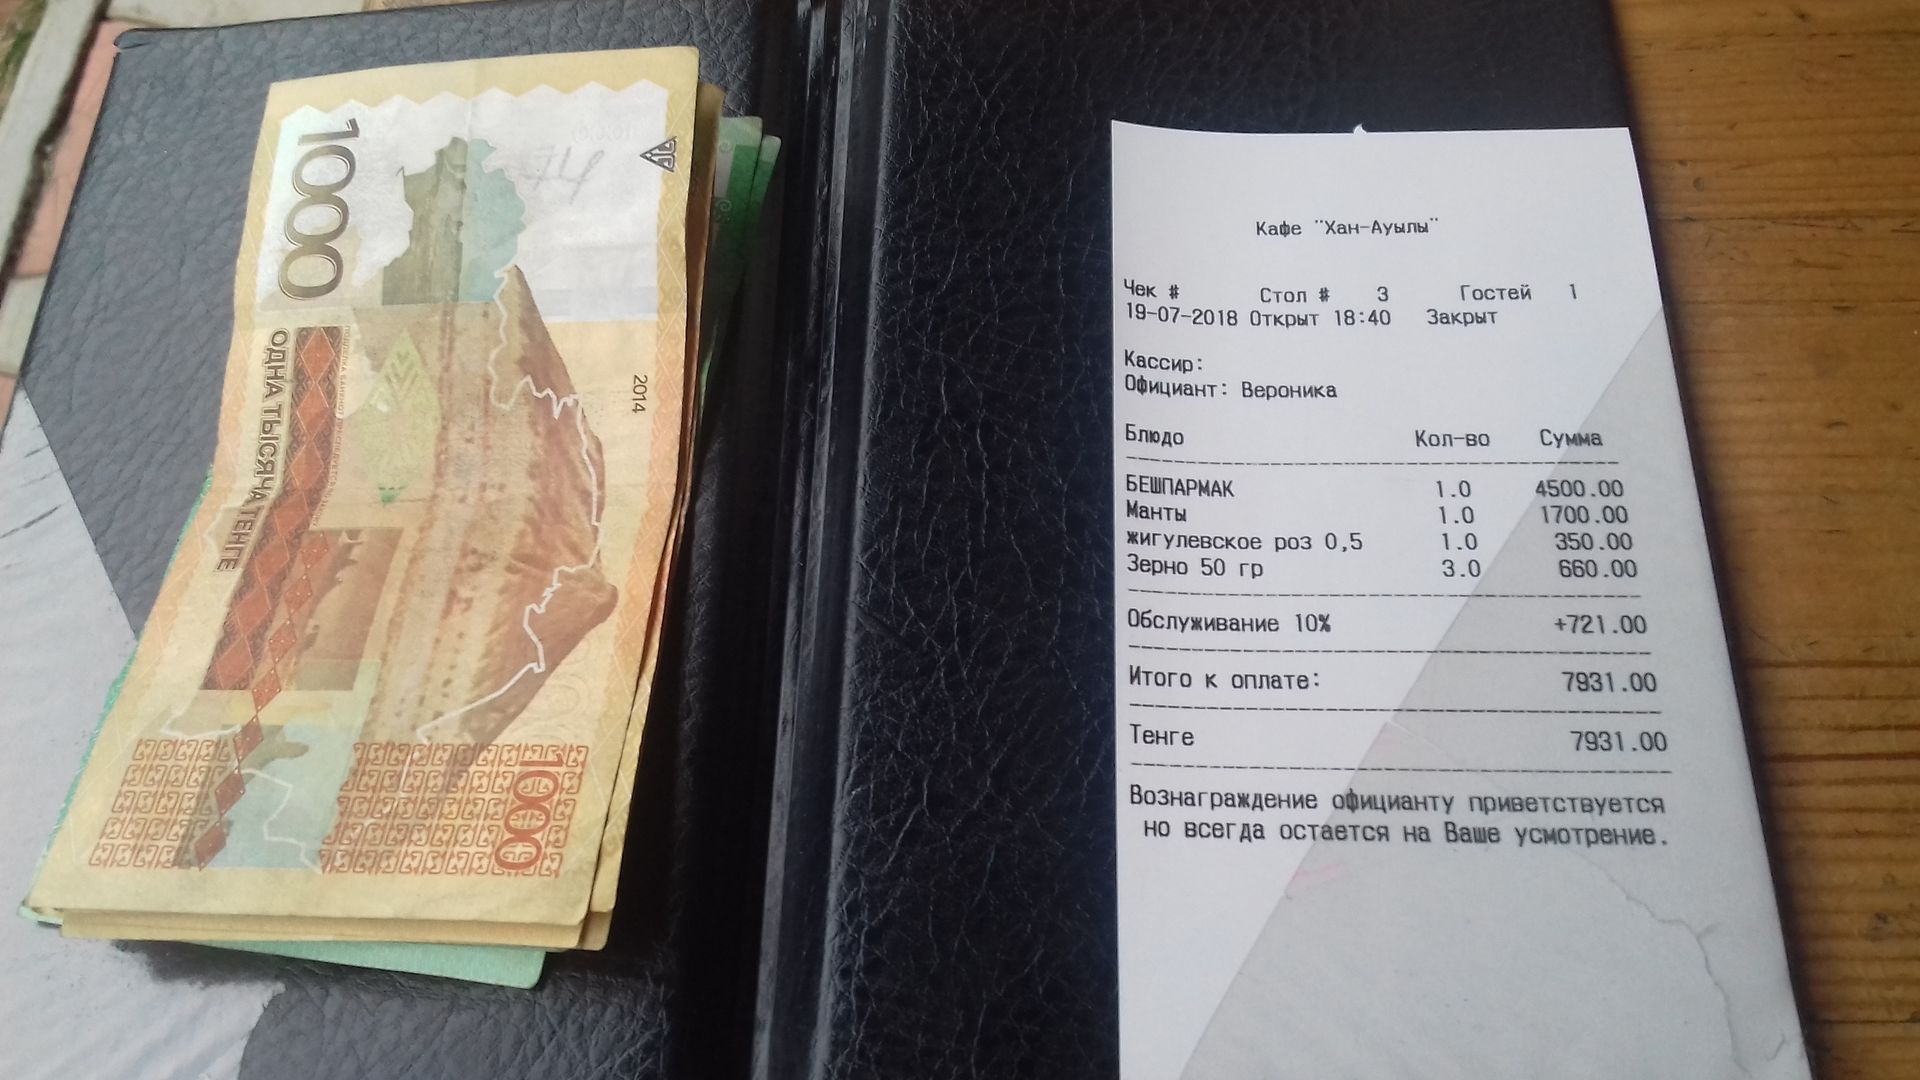 1000
74
ОДНА ТЫСЯЧА ТЕНГЕ
2014
1000
Кафе "Хан-Ауылы"
Чек # Стол # 3 Гостей 1
19-07-2018 Открыт 18:40 Закрыт
Кассир:
Официант: Вероника
Блюдо Кол-во Сумма
БЕШПАРМАК 1.0 4500.00
Манты 1.0 1700.00
жигулевское роз 0,5 1.0 350.00
Зерно 50 гр 3.0 660.00
Обслуживание 10% +721.00
Итого к оплате: 7931.00
Тенге 7931.00
Вознаграждение официанту приветствуется
но всегда остается на Ваше усмотрение.